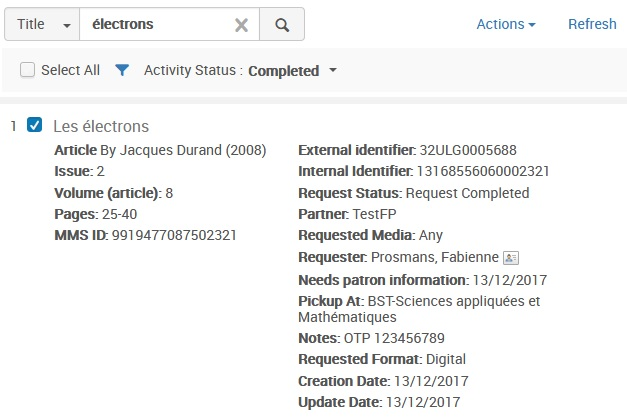 Title électrons Actions Refresh
Select All Activity Status : Completed
1 Les électrons
Article By Jacques Durand (2008)
Issue: 2
Volume (article): 8
Pages: 25-40
MMS ID: 9919477087502321
External identifier: 32ULG0005688
Internal Identifier: 13168556060002321
Request Status: Request Completed
Partner: TestFP
Requested Media: Any
Requester: Prosmans, Fabienne
Needs patron information: 13/12/2017
Pickup At: BST-Sciences appliquées et
Mathématiques
Notes: OTP 123456789
Requested Format: Digital
Creation Date: 13/12/2017
Update Date: 13/12/2017